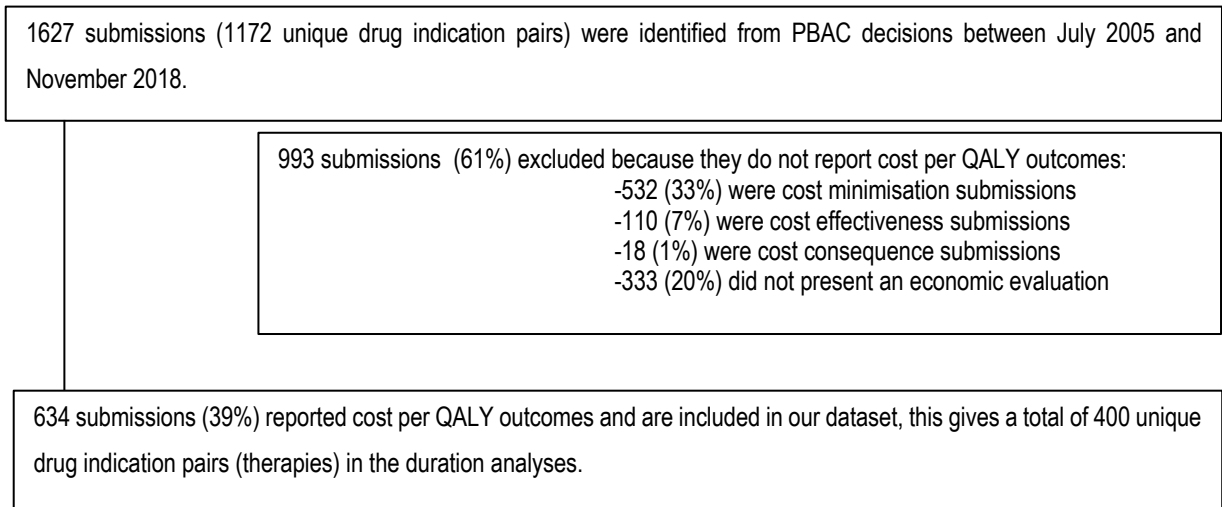 1627 submissions (1172 unique drug indication pairs) were identified from PBAC decisions between July 2005 and
November 2018.
993 submissions (61%) excluded because they do not report cost per QALY outcomes:
-532 (33%) were cost minimisation submissions
-110 (7%) were cost effectiveness submissions
-18 (1%) were cost consequence submissions
-333 (20%) did not present an economic evaluation
634 submissions (39%) reported cost per QALY outcomes and are included in our dataset, this gives a total of 400 unique
drug indication pairs (therapies) in the duration analyses.